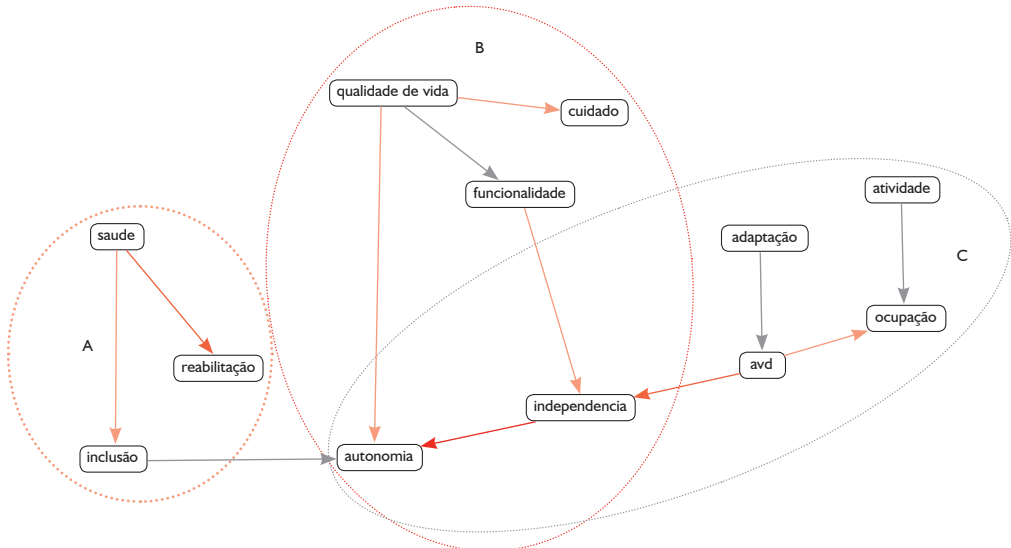 B
qualidade de vida
cuidado
atividade
funcionalidade
saude
adaptação
C
ocupação
A
reabilitação
avd
independencia
inclusão
autonomia